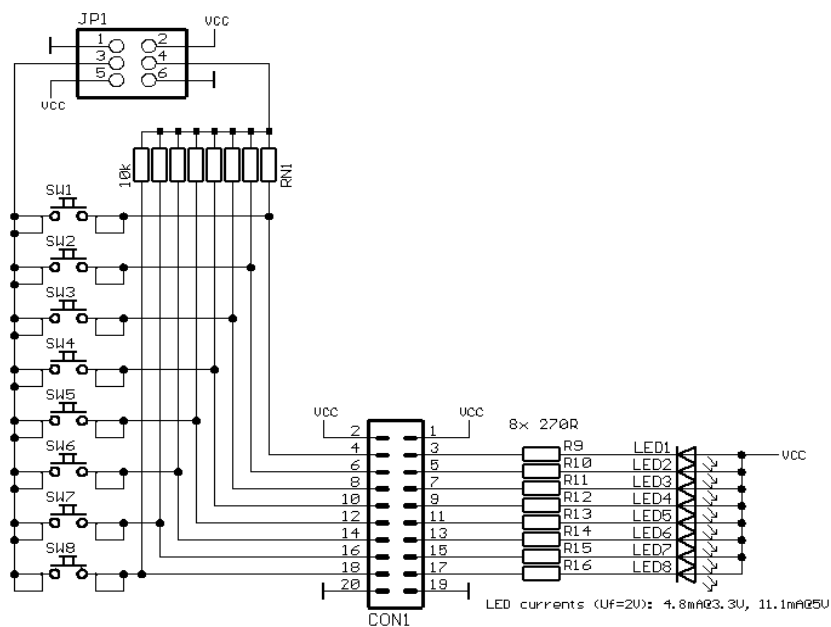 JP1
VCC
1 2
3 4
5 6
VCC
10k
RN1
SW1
SW2
SW3
SW4
SW5
SW6
SW7
SW8
VCC VCC
2 1
4 3
6 5
8 7
10 9
12 11
14 13
16 15
18 17
20 19
CON1
8x 270R
R9 LED1
VCC
R10 LED2
R11 LED3
R12 LED4
R13 LED5
R14 LED6
R15 LED7
R16 LED8
LED currents (Uf=2V): 4.8mA@3.3V, 11.1mA@5V